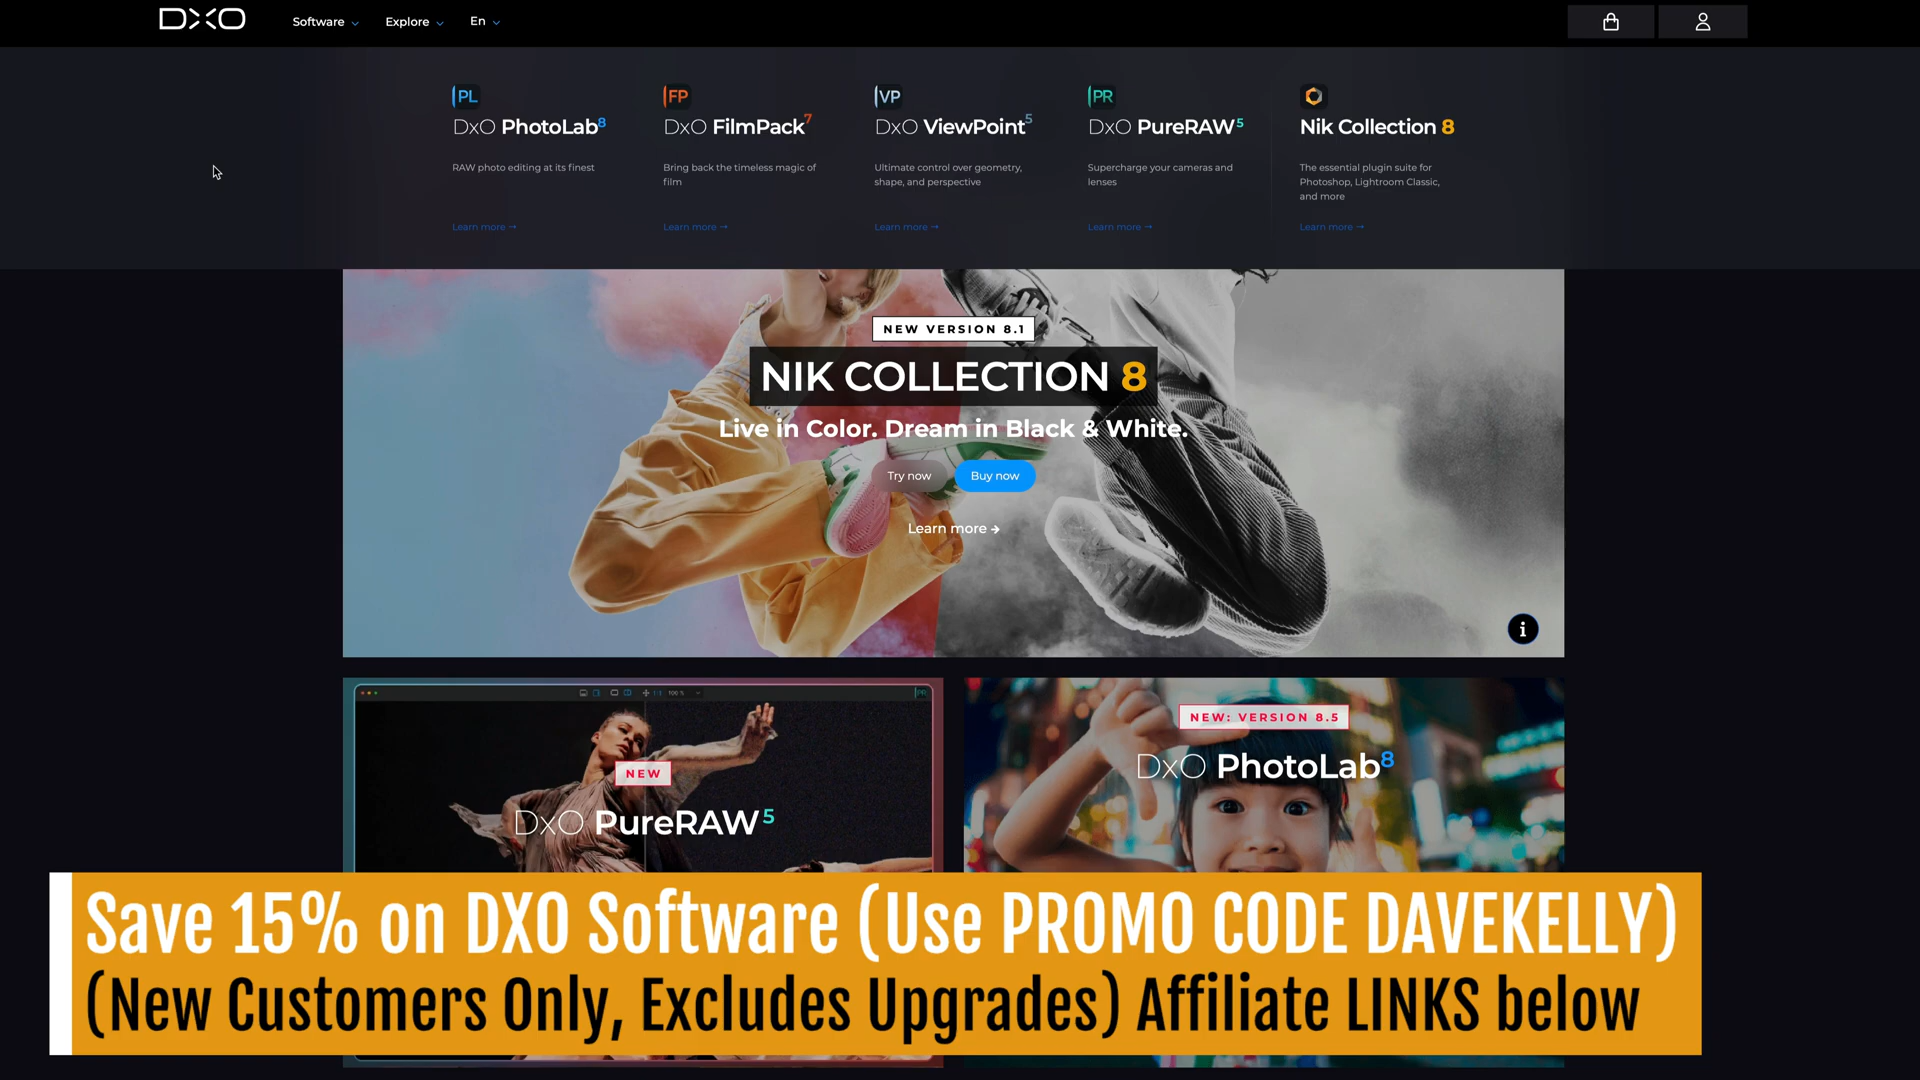 DXO
Software
Explore
En
PL
DxO PhotoLab8
RAW photo editing at its finest
Learn more →
FP
DxO FilmPack7
Bring back the timeless magic of
film
Learn more →
VP
DxO ViewPoint5
Ultimate control over geometry,
shape, and perspective
Learn more →
PR
DxO PureRAW5
Supercharge your cameras and
lenses
Learn more →
Nik Collection 8
The essential plugin suite for
Photoshop, Lightroom Classic,
and more
Learn more →
NEW VERSION 8.1
NIK COLLECTION 8
Live in Color. Dream in Black & White.
Try now
Buy now
Learn more →
i
1:1
100 %
PR
NEW
DxO PureRAW5
NEW: VERSION 8.5
DxO PhotoLab8
Save 15% on DXO Software (Use PROMO CODE DAVEKELLY)
(New Customers Only, Excludes Upgrades) Affiliate LINKS below